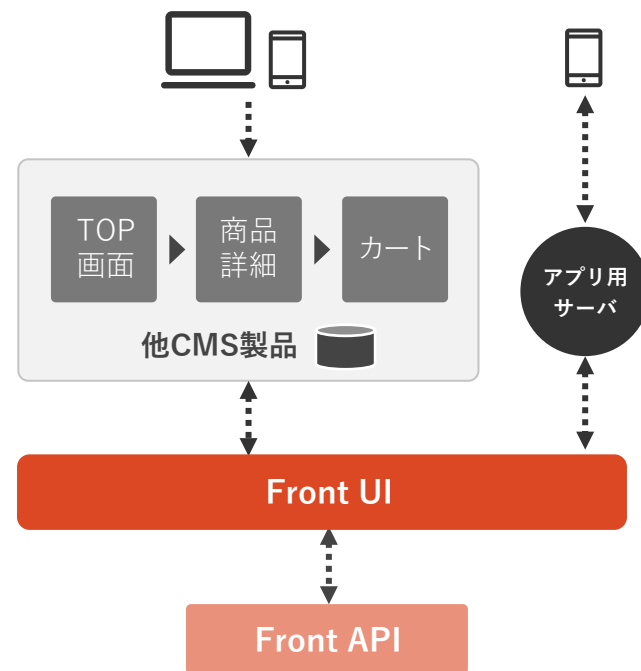 TOP
画面
商品
詳細
カート
他CMS製品
アプリ用
サーバ
Front UI
Front API